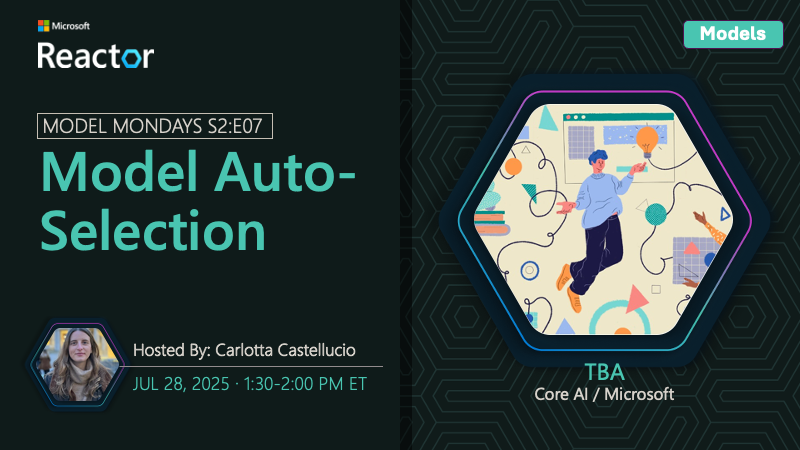 Microsoft
Reactor
MODEL MONDAYS S2:E07
Model Auto-
Selection
Hosted By: Carlotta Castellucio
JUL 28, 2025 · 1:30-2:00 PM ET
Models
TBA
Core AI / Microsoft